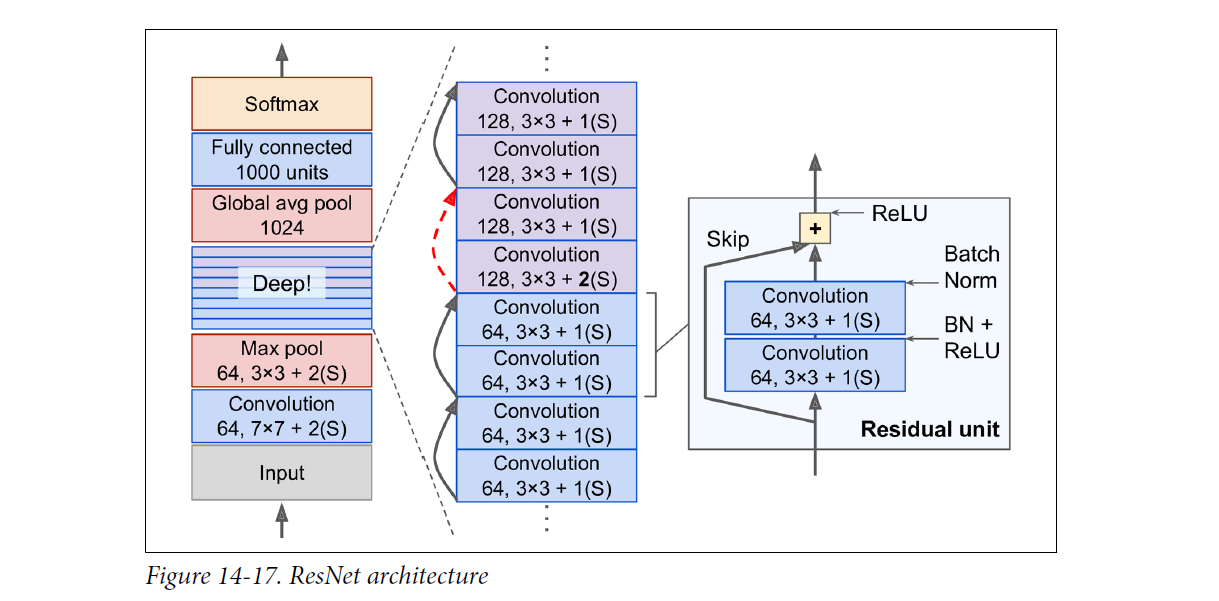 Softmax
Fully connected
1000 units
Global avg pool
1024
Deep!
Max pool
64, 3×3 + 2(S)
Convolution
64, 7×7 + 2(S)
Input
Convolution
128, 3×3 + 1(S)
Convolution
128, 3×3 + 1(S)
Convolution
128, 3×3 + 1(S)
Convolution
128, 3×3 + 2(S)
Convolution
64, 3×3 + 1(S)
Convolution
64, 3×3 + 1(S)
Convolution
64, 3×3 + 1(S)
Convolution
64, 3×3 + 1(S)
+
ReLU
Skip
Batch
Norm
Convolution
64, 3×3 + 1(S)
BN +
ReLU
Convolution
64, 3×3 + 1(S)
Residual unit
Figure 14-17. ResNet architecture